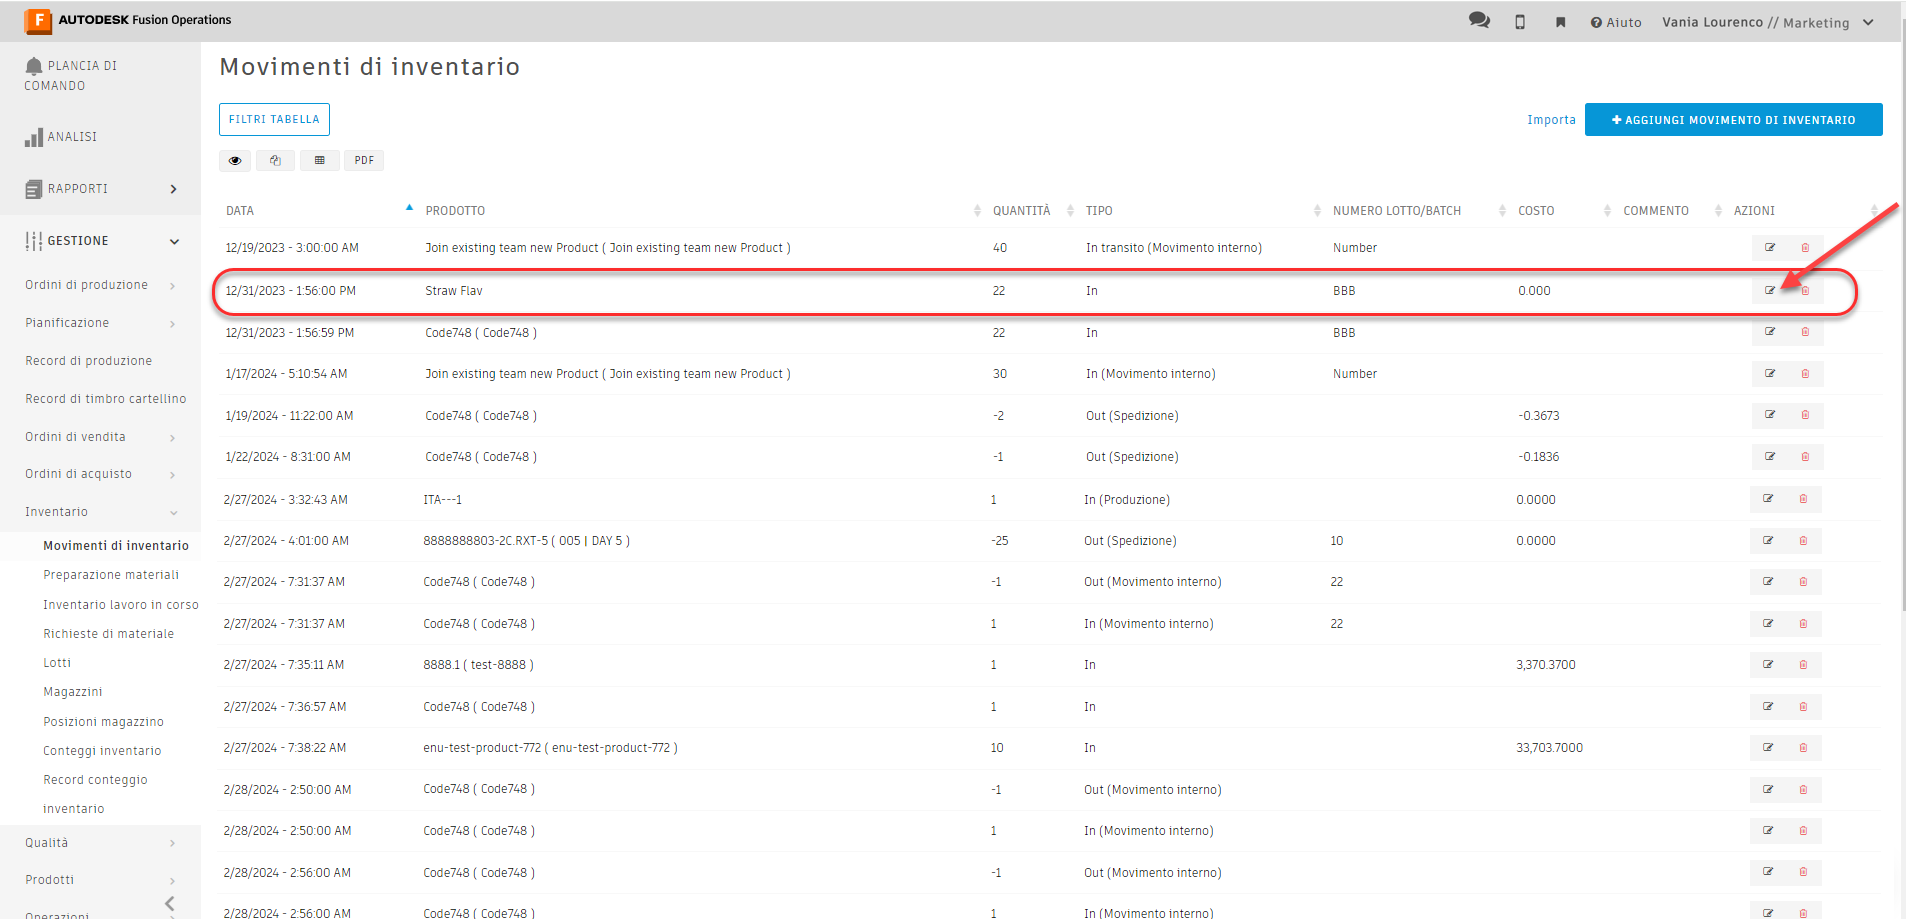 F AUTODESK Fusion Operations
Aiuto
Vania Lourenco // Marketing
PLANCIA DI
COMANDO
ANALISI
RAPPORTI
GESTIONE
Ordini di produzione
Pianificazione
Record di produzione
Record di timbro cartellino
Ordini di vendita
Ordini di acquisto
Inventario
Movimenti di inventario
Preparazione materiali
Inventario lavoro in corso
Richieste di materiale
Lotti
Magazzini
Posizioni magazzino
Conteggi inventario
Record conteggio
inventario
Qualità
Prodotti
Operazioni
Movimenti di inventario
FILTRI TABELLA
Importa
AGGIUNGI MOVIMENTO DI INVENTARIO
PDF
DATA PRODOTTO QUANTITÀ TIPO NUMERO LOTTO/BATCH COSTO COMMENTO AZIONI
12/19/2023 - 3:00:00 AM Join existing team new Product ( Join existing team new Product ) 40 In transito (Movimento interno) Number
12/31/2023 - 1:56:00 PM Straw Flav 22 In BBB 0.000
12/31/2023 - 1:56:59 PM Code748 ( Code748 ) 22 In BBB
1/17/2024 - 5:10:54 AM Join existing team new Product ( Join existing team new Product ) 30 In (Movimento interno) Number
1/19/2024 - 11:22:00 AM Code748 ( Code748 ) -2 Out (Spedizione) -0.3673
1/22/2024 - 8:31:00 AM Code748 ( Code748 ) -1 Out (Spedizione) -0.1836
2/27/2024 - 3:32:43 AM ITA---1 1 In (Produzione) 0.0000
2/27/2024 - 4:01:00 AM 8888888803-2C.RXT-5 ( 005 | DAY 5 ) -25 Out (Spedizione) 10 0.0000
2/27/2024 - 7:31:37 AM Code748 ( Code748 ) -1 Out (Movimento interno) 22
2/27/2024 - 7:31:37 AM Code748 ( Code748 ) 1 In (Movimento interno) 22
2/27/2024 - 7:35:11 AM 8888.1 ( test-8888 ) 1 In 3,370.3700
2/27/2024 - 7:36:57 AM Code748 ( Code748 ) 1 In
2/27/2024 - 7:38:22 AM enu-test-product-772 ( enu-test-product-772 ) 10 In 33,703.7000
2/28/2024 - 2:50:00 AM Code748 ( Code748 ) -1 Out (Movimento interno)
2/28/2024 - 2:50:00 AM Code748 ( Code748 ) 1 In (Movimento interno)
2/28/2024 - 2:56:00 AM Code748 ( Code748 ) -1 Out (Movimento interno)
2/28/2024 - 2:56:00 AM Code748 ( Code748 ) 1 In (Movimento interno)